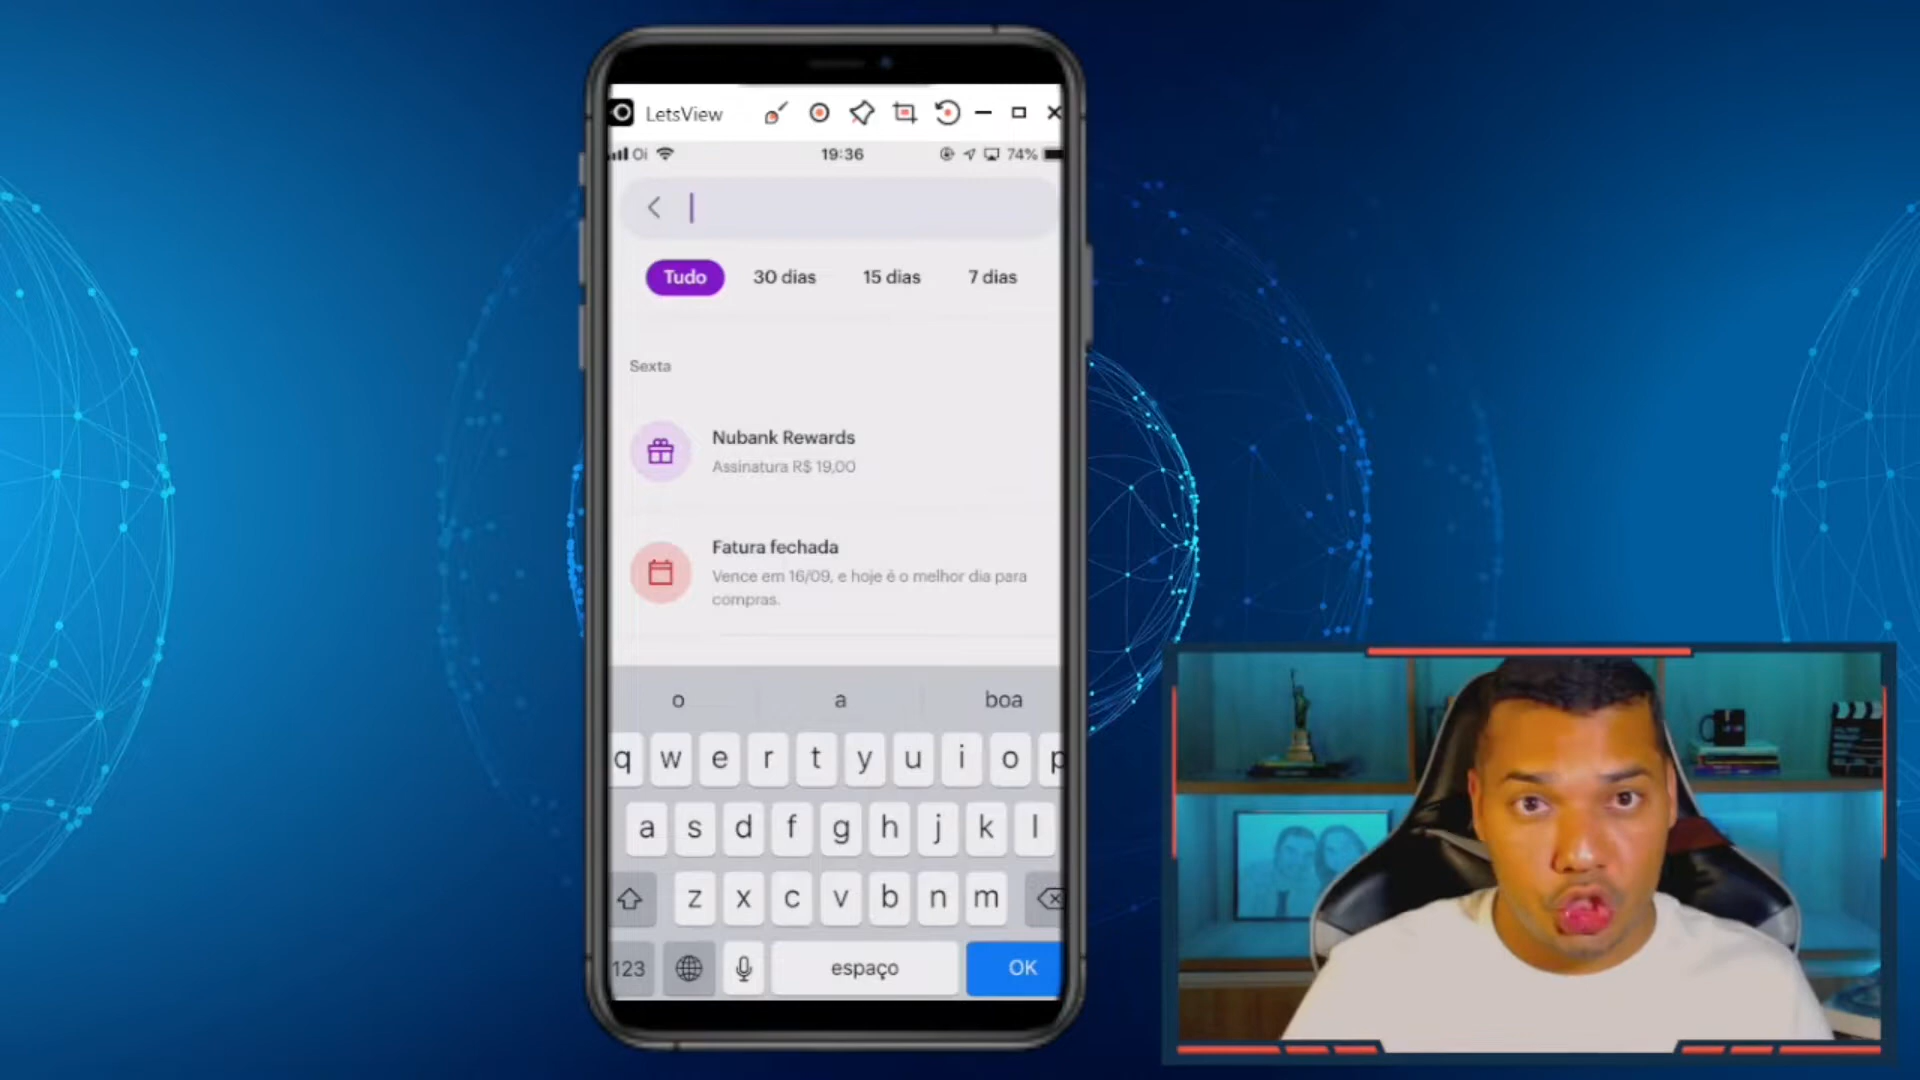 LetsView
Oi
19:36
74%
Tudo
30 dias
15 dias
7 dias
Sexta
Nubank Rewards
Assinatura R$ 19,00
Fatura fechada
Vence em 16/09, e hoje é o melhor dia para
compras.
o
a
boa
q w e r t y u i o p
a s d f g h j k l
z x c v b n m
123
espaço
OK